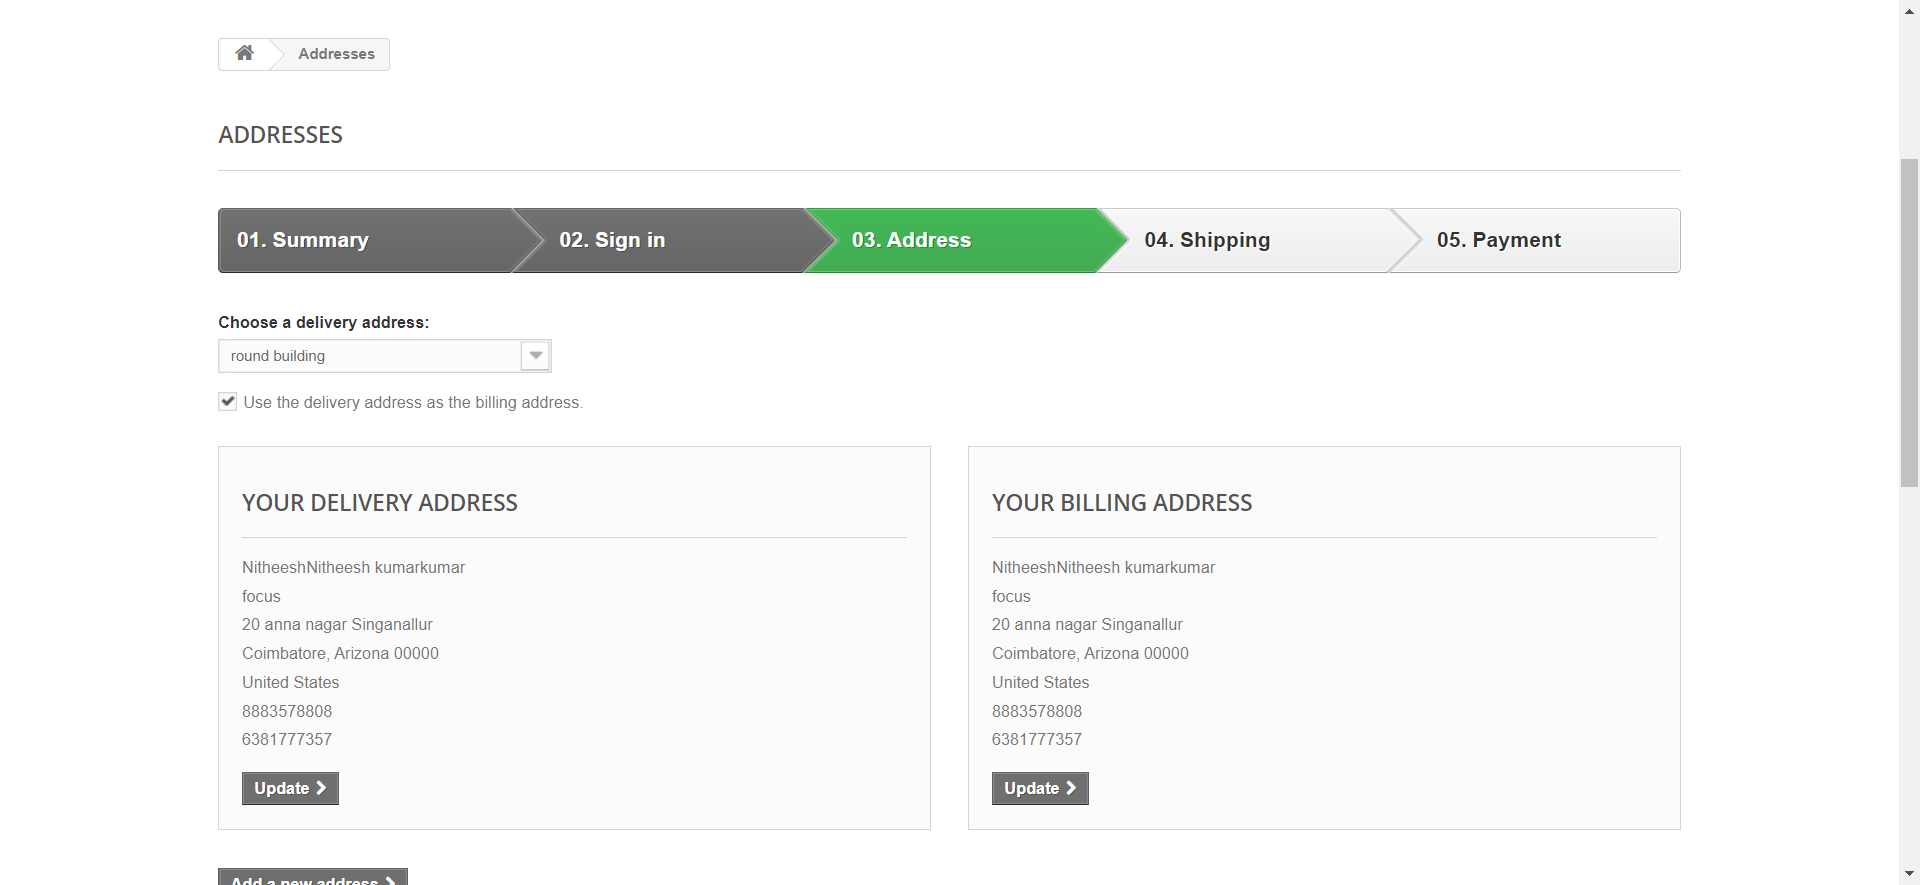 Addresses
ADDRESSES
01. Summary
02. Sign in
03. Address
04. Shipping
05. Payment
Choose a delivery address:
round building
Use the delivery address as the billing address.
YOUR DELIVERY ADDRESS
NitheeshNitheesh kumarkumar
focus
20 anna nagar Singanallur
Coimbatore, Arizona 00000
United States
8883578808
6381777357
Update
YOUR BILLING ADDRESS
NitheeshNitheesh kumarkumar
focus
20 anna nagar Singanallur
Coimbatore, Arizona 00000
United States
8883578808
6381777357
Update
Add a new address